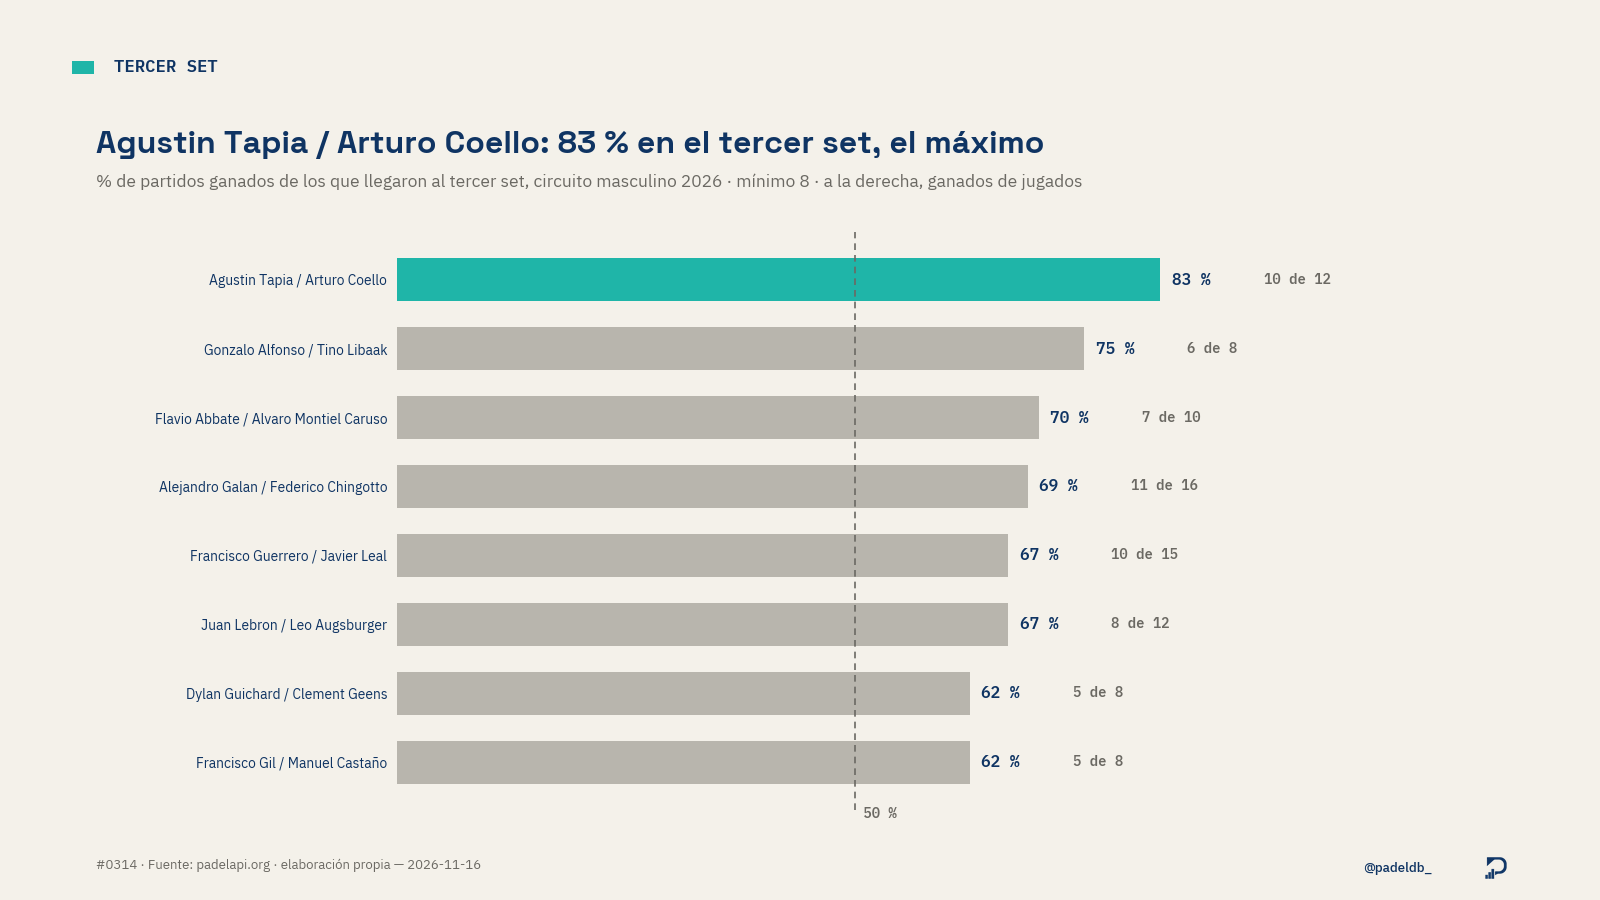 TERCER SET
Agustin Tapia / Arturo Coello: 83 % en el tercer set, el máximo
% de partidos ganados de los que llegaron al tercer set, circuito masculino 2026 · mínimo 8 · a la derecha, ganados de jugados
Agustin Tapia / Arturo Coello 83 % 10 de 12
Gonzalo Alfonso / Tino Libaak 75 % 6 de 8
Flavio Abbate / Alvaro Montiel Caruso 70 % 7 de 10
Alejandro Galan / Federico Chingotto 69 % 11 de 16
Francisco Guerrero / Javier Leal 67 % 10 de 15
Juan Lebron / Leo Augsburger 67 % 8 de 12
Dylan Guichard / Clement Geens 62 % 5 de 8
Francisco Gil / Manuel Castaño 62 % 5 de 8
50 %
#0314 · Fuente: padelapi.org · elaboración propia — 2026-11-16
@padeldb_